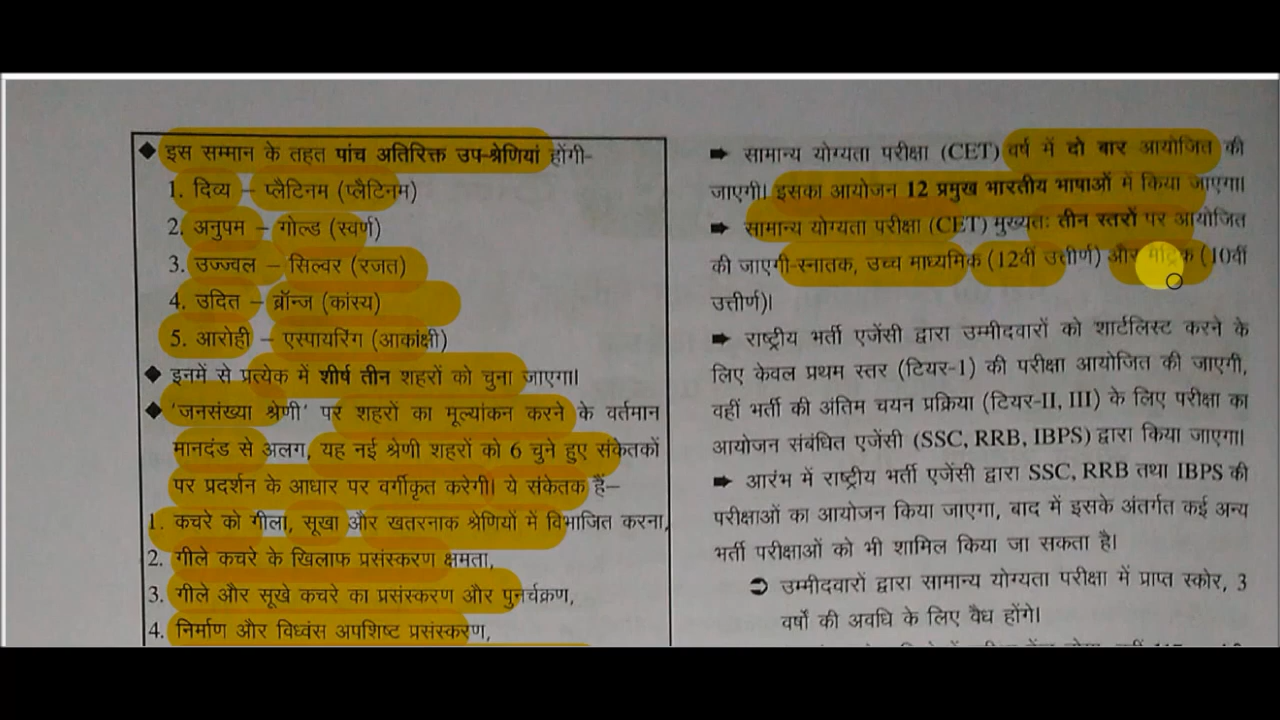 ◆ इस सम्मान के तहत पांच अतिरिक्त उप-श्रेणियां होंगी–
1. दिव्य – प्लैटिनम (प्लैटिनम)
2. अनुपम – गोल्ड (स्वर्ण)
3. उज्ज्वल – सिल्वर (रजत)
4. उदित – ब्रॉन्ज (कांस्य)
5. आरोही – एस्पायरिंग (आकांक्षी)
◆ इनमें से प्रत्येक में शीर्ष तीन शहरों को चुना जाएगा।
◆ 'जनसंख्या श्रेणी' पर शहरों का मूल्यांकन करने के वर्तमान
मानदंड से अलग, यह नई श्रेणी शहरों को 6 चुने हुए संकेतकों
पर प्रदर्शन के आधार पर वर्गीकृत करेगी। ये संकेतक हैं–
1. कचरे को गीला, सूखा और खतरनाक श्रेणियों में विभाजित करना,
2. गीले कचरे के खिलाफ प्रसंस्करण क्षमता,
3. गीले और सूखे कचरे का प्रसंस्करण और पुनर्चक्रण,
4. निर्माण और विध्वंस अपशिष्ट प्रसंस्करण,
➡ सामान्य योग्यता परीक्षा (CET) वर्ष में दो बार आयोजित की
जाएगी। इसका आयोजन 12 प्रमुख भारतीय भाषाओं में किया जाएगा।
➡ सामान्य योग्यता परीक्षा (CET) मुख्यतः तीन स्तरों पर आयोजित
की जाएगी-स्नातक, उच्च माध्यमिक (12वीं उत्तीर्ण) और मैट्रिक (10वीं
उत्तीर्ण)।
➡ राष्ट्रीय भर्ती एजेंसी द्वारा उम्मीदवारों को शार्टलिस्ट करने के
लिए केवल प्रथम स्तर (टियर-1) की परीक्षा आयोजित की जाएगी,
वहीं भर्ती की अंतिम चयन प्रक्रिया (टियर-II, III) के लिए परीक्षा का
आयोजन संबंधित एजेंसी (SSC, RRB, IBPS) द्वारा किया जाएगा।
➡ आरंभ में राष्ट्रीय भर्ती एजेंसी द्वारा SSC, RRB तथा IBPS की
परीक्षाओं का आयोजन किया जाएगा, बाद में इसके अंतर्गत कई अन्य
भर्ती परीक्षाओं को भी शामिल किया जा सकता है।
➲ उम्मीदवारों द्वारा सामान्य योग्यता परीक्षा में प्राप्त स्कोर, 3
वर्षों की अवधि के लिए वैध होंगे।